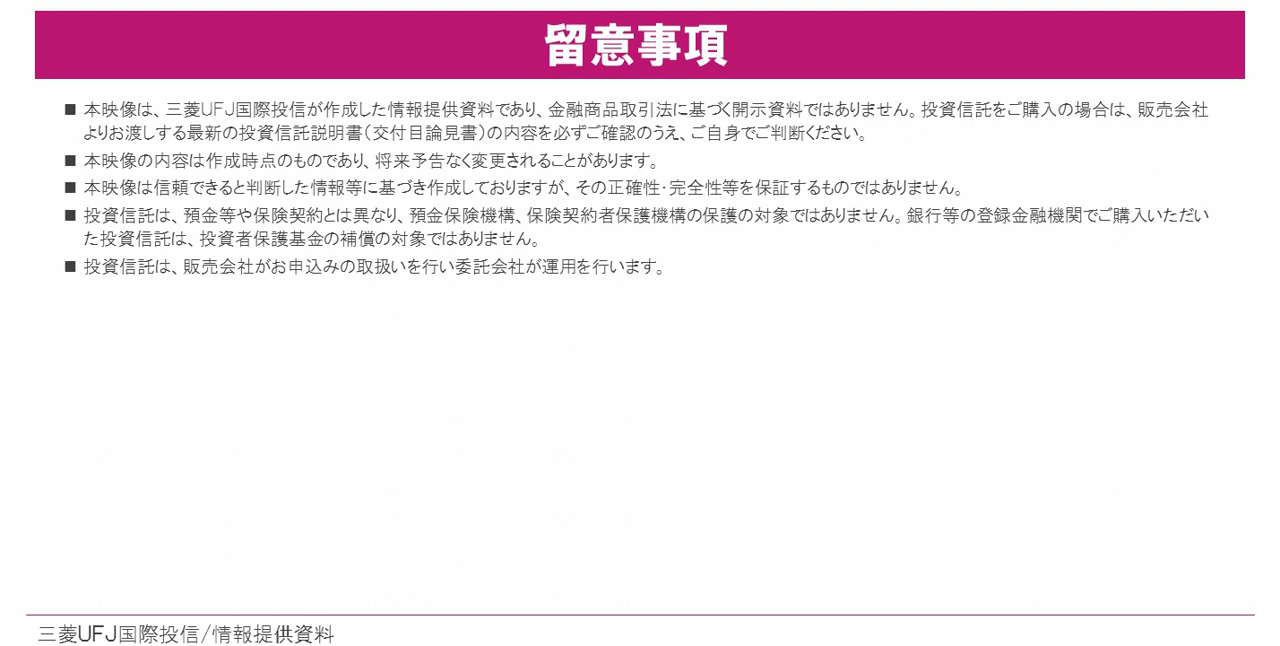 留意事項
■ 本映像は、三菱UFJ国際投信が作成した情報提供資料であり、金融商品取引法に基づく開示資料ではありません。投資信託をご購入の場合は、販売会社
よりお渡しする最新の投資信託説明書（交付目論見書）の内容を必ずご確認のうえ、ご自身でご判断ください。
■ 本映像の内容は作成時点のものであり、将来予告なく変更されることがあります。
■ 本映像は信頼できると判断した情報等に基づき作成しておりますが、その正確性・完全性等を保証するものではありません。
■ 投資信託は、預金等や保険契約とは異なり、預金保険機構、保険契約者保護機構の保護の対象ではありません。銀行等の登録金融機関でご購入いただい
た投資信託は、投資者保護基金の補償の対象ではありません。
■ 投資信託は、販売会社がお申込みの取扱いを行い委託会社が運用を行います。
三菱UFJ国際投信/情報提供資料